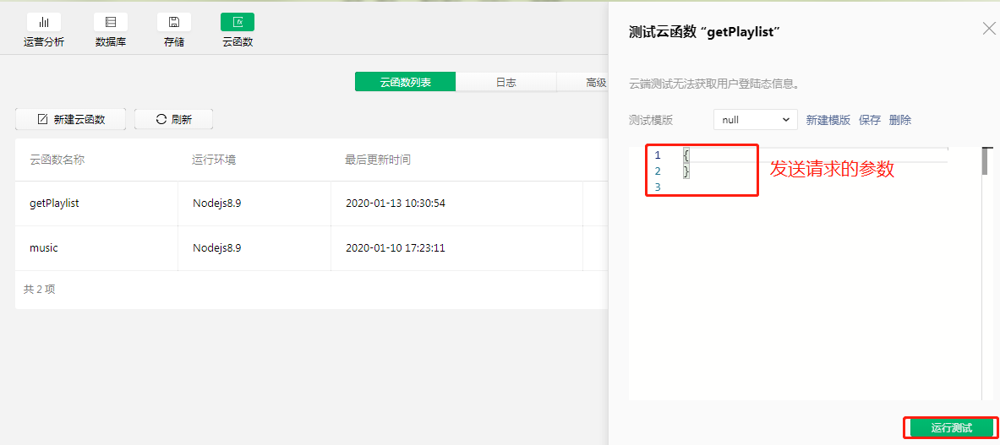 运营分析 数据库 存储 云函数
云函数列表 日志 高级
新建云函数 刷新
云函数名称 运行环境 最后更新时间
getPlaylist Nodejs8.9 2020-01-13 10:30:54
music Nodejs8.9 2020-01-10 17:23:11
共 2 项
测试云函数 “getPlaylist”
云端测试无法获取用户登陆态信息。
测试模版 null 新建模版 保存 删除
1 {
2 }
3
发送请求的参数
运行测试